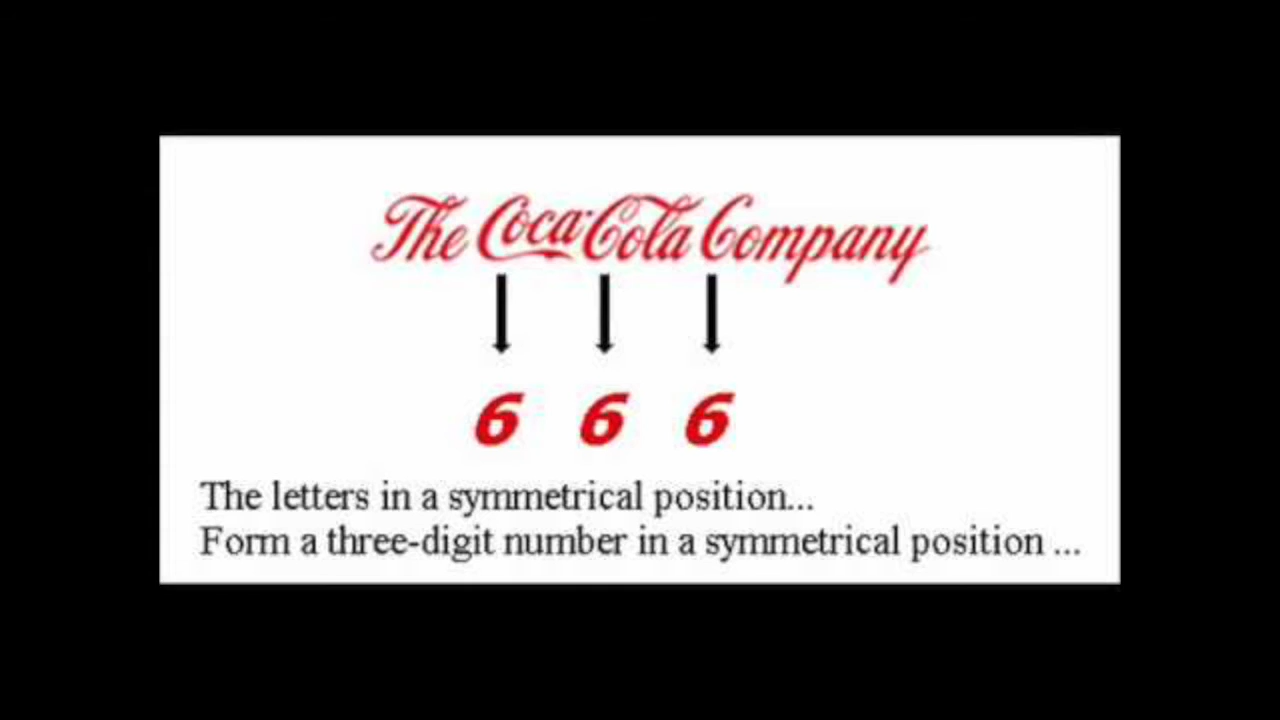 The Coca-Cola Company
6 6 6
The letters in a symmetrical position...
Form a three-digit number in a symmetrical position ...